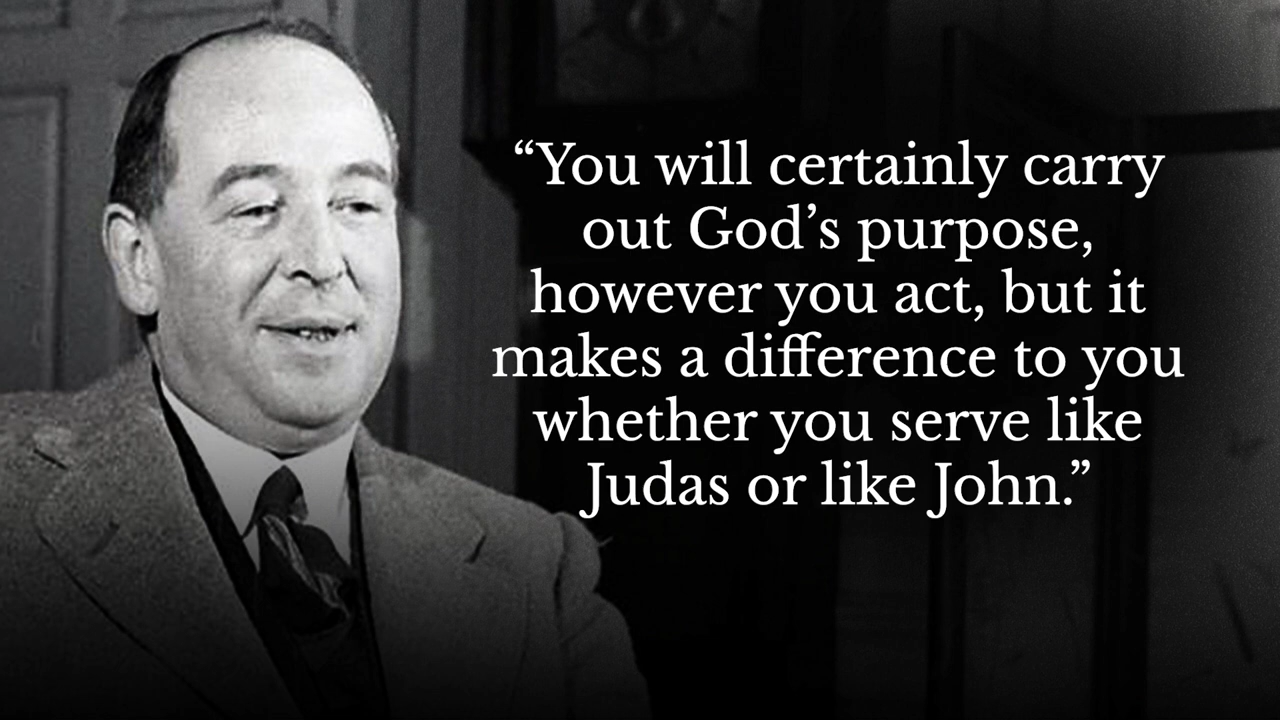 “You will certainly carry
out God’s purpose,
however you act, but it
makes a difference to you
whether you serve like
Judas or like John.”